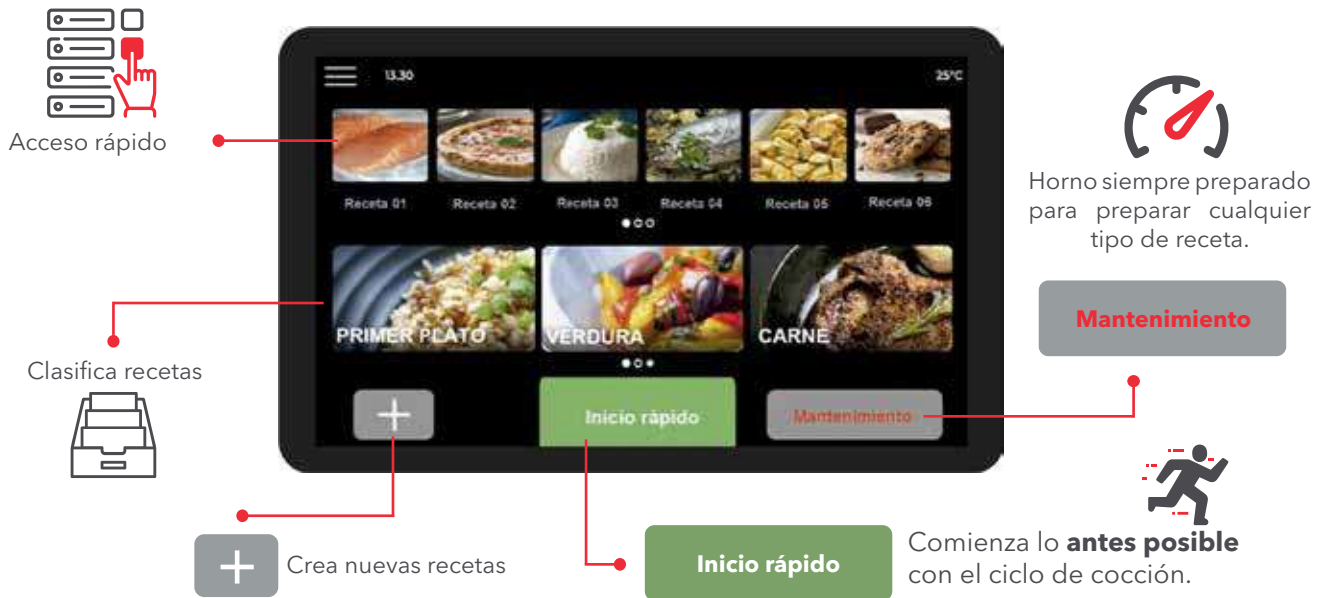 13.30
25°C
Acceso rápido
Receta 01
Receta 02
Receta 03
Receta 04
Receta 05
Receta 06
Horno siempre preparado
para preparar cualquier
tipo de receta.
PRIMER PLATO
VERDURA
CARNE
Mantenimiento
Clasifica recetas
+
Inicio rápido
Mantenimiento
+
Crea nuevas recetas
Inicio rápido
Comienza lo antes posible
con el ciclo de cocción.